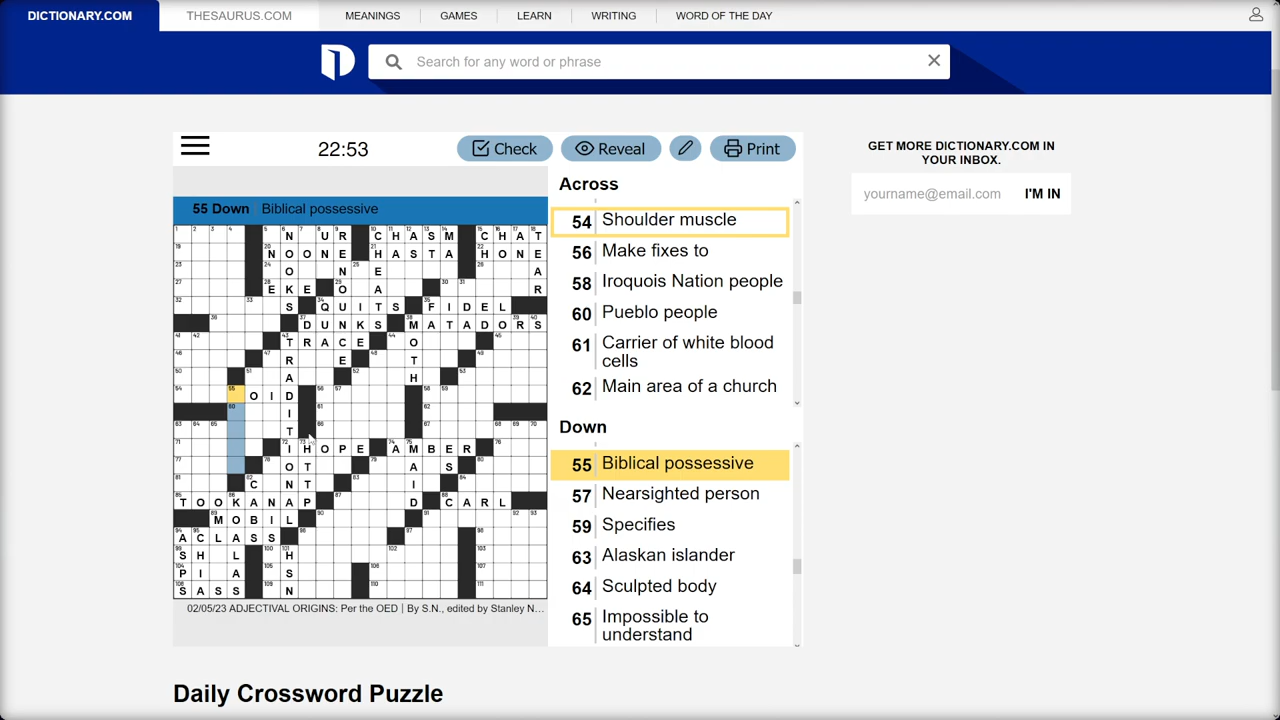 DICTIONARY.COM
THESAURUS.COM
MEANINGS
GAMES
LEARN
WRITING
WORD OF THE DAY
Search for any word or phrase
22:53
Check
Reveal
Print
GET MORE DICTIONARY.COM IN
YOUR INBOX.
yourname@email.com
I'M IN
55 Down
Biblical possessive
Across
54 Shoulder muscle
56 Make fixes to
58 Iroquois Nation people
60 Pueblo people
61 Carrier of white blood
cells
62 Main area of a church
Down
55 Biblical possessive
57 Nearsighted person
59 Specifies
63 Alaskan islander
64 Sculpted body
65 Impossible to
understand
N U R C H A S M C H A T
N O O N E H A S T A H O N E
O N E A
E K E O A R
S Q U I T S F I D E L
D U N K S M A T A D O R S
T R A C E O
R E T
A H
O I D
I
T
I H O P E A M B E R
O T A S
C N T I
T O O K A N A P D C A R L
M O B I L
A C L A S S
S H L H
P I A S
S A S S N
02/05/23 ADJECTIVAL ORIGINS: Per the OED | By S.N., edited by Stanley N...
Daily Crossword Puzzle